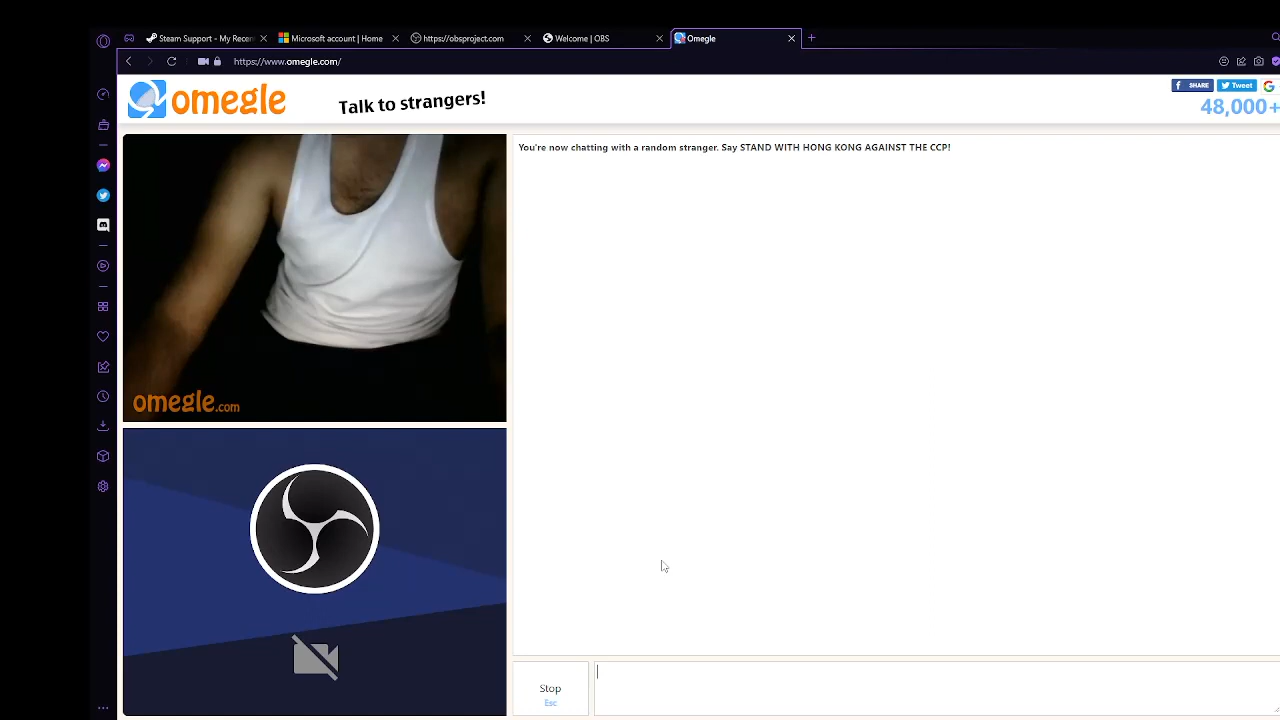 Steam Support - My Recen
Microsoft account | Home
https://obsproject.com
Welcome | OBS
Omegle
https://www.omegle.com/
omegle
Talk to strangers!
SHARE
Tweet
48,000+
You're now chatting with a random stranger. Say STAND WITH HONG KONG AGAINST THE CCP!
omegle.com
Stop
Esc